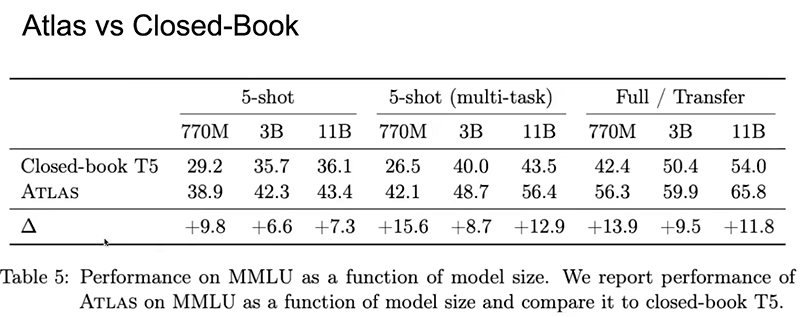 Atlas vs Closed-Book
5-shot 5-shot (multi-task) Full / Transfer
770M 3B 11B 770M 3B 11B 770M 3B 11B
Closed-book T5 29.2 35.7 36.1 26.5 40.0 43.5 42.4 50.4 54.0
ATLAS 38.9 42.3 43.4 42.1 48.7 56.4 56.3 59.9 65.8
Δ +9.8 +6.6 +7.3 +15.6 +8.7 +12.9 +13.9 +9.5 +11.8
Table 5: Performance on MMLU as a function of model size. We report performance of
ATLAS on MMLU as a function of model size and compare it to closed-book T5.